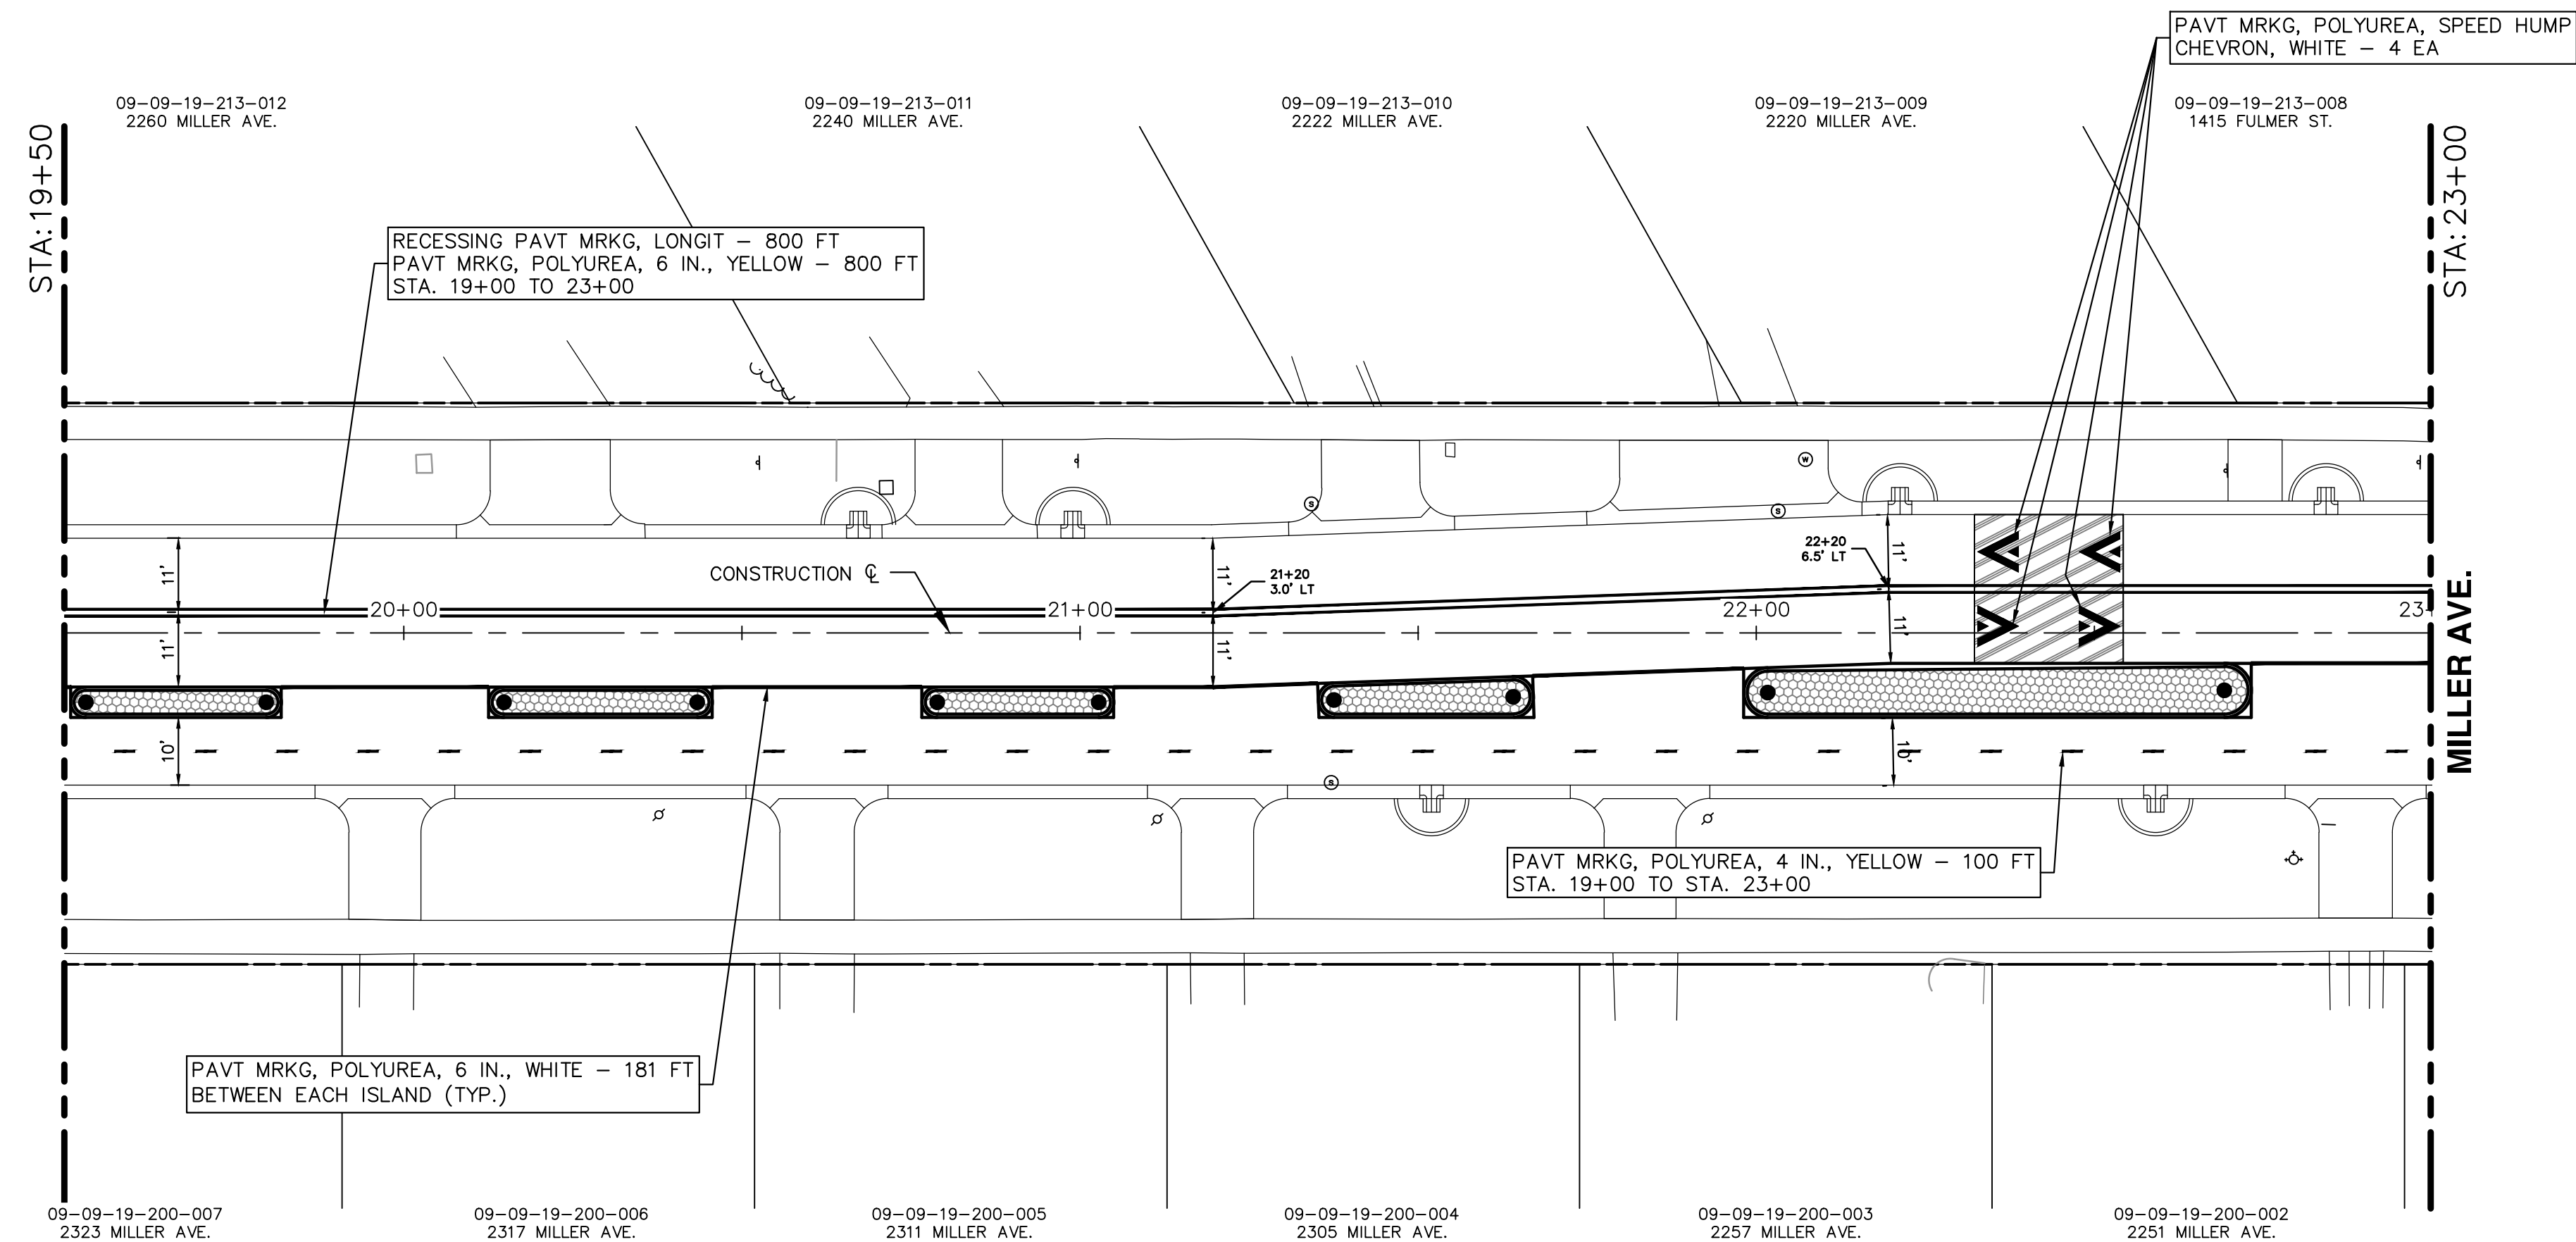 PAVT MRKG, POLYUREA, SPEED HUMP
CHEVRON, WHITE – 4 EA
09-09-19-213-012
2260 MILLER AVE.
09-09-19-213-011
2240 MILLER AVE.
09-09-19-213-010
2222 MILLER AVE.
09-09-19-213-009
2220 MILLER AVE.
09-09-19-213-008
1415 FULMER ST.
STA: 19+50
STA: 23+00
RECESSING PAVT MRKG, LONGIT – 800 FT
PAVT MRKG, POLYUREA, 6 IN., YELLOW – 800 FT
STA. 19+00 TO 23+00
W
S
S
22+20
6.5' LT
11'
11'
11'
CONSTRUCTION ℄
21+20
3.0' LT
20+00
21+00
22+00
23
11'
11'
11'
MILLER AVE.
10'
10'
S
PAVT MRKG, POLYUREA, 4 IN., YELLOW – 100 FT
STA. 19+00 TO STA. 23+00
PAVT MRKG, POLYUREA, 6 IN., WHITE – 181 FT
BETWEEN EACH ISLAND (TYP.)
09-09-19-200-007
2323 MILLER AVE.
09-09-19-200-006
2317 MILLER AVE.
09-09-19-200-005
2311 MILLER AVE.
09-09-19-200-004
2305 MILLER AVE.
09-09-19-200-003
2257 MILLER AVE.
09-09-19-200-002
2251 MILLER AVE.